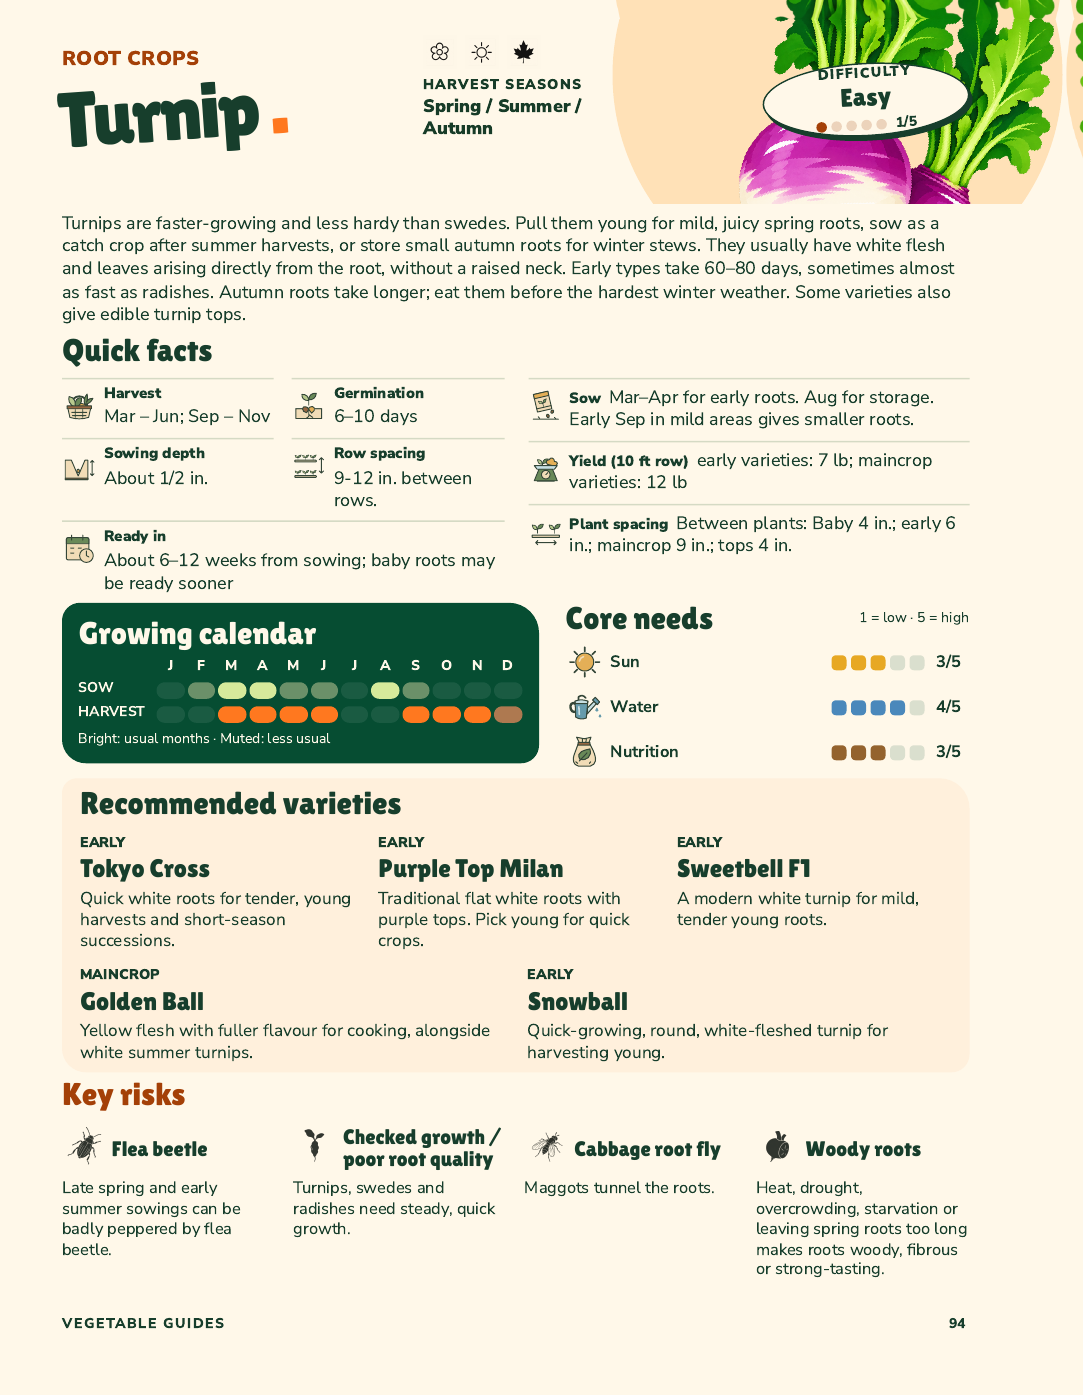 ROOT CROPS
Turnip.
HARVEST SEASONS
Spring / Summer /
Autumn
DIFFICULTY
Easy
1/5
Turnips are faster-growing and less hardy than swedes. Pull them young for mild, juicy spring roots, sow as a
catch crop after summer harvests, or store small autumn roots for winter stews. They usually have white flesh
and leaves arising directly from the root, without a raised neck. Early types take 60–80 days, sometimes almost
as fast as radishes. Autumn roots take longer; eat them before the hardest winter weather. Some varieties also
give edible turnip tops.
Quick facts
Harvest
Mar – Jun; Sep – Nov
Germination
6–10 days
Sowing depth
About 1/2 in.
Row spacing
9-12 in. between
rows.
Ready in
About 6–12 weeks from sowing; baby roots may
be ready sooner
Sow Mar–Apr for early roots. Aug for storage.
Early Sep in mild areas gives smaller roots.
Yield (10 ft row) early varieties: 7 lb; maincrop
varieties: 12 lb
Plant spacing Between plants: Baby 4 in.; early 6
in.; maincrop 9 in.; tops 4 in.
Growing calendar
J F M A M J J A S O N D
SOW
HARVEST
Bright: usual months · Muted: less usual
Core needs
1 = low · 5 = high
Sun 3/5
Water 4/5
Nutrition 3/5
Recommended varieties
EARLY
Tokyo Cross
Quick white roots for tender, young
harvests and short-season
successions.
EARLY
Purple Top Milan
Traditional flat white roots with
purple tops. Pick young for quick
crops.
EARLY
Sweetbell F1
A modern white turnip for mild,
tender young roots.
MAINCROP
Golden Ball
Yellow flesh with fuller flavour for cooking, alongside
white summer turnips.
EARLY
Snowball
Quick-growing, round, white-fleshed turnip for
harvesting young.
Key risks
Flea beetle
Late spring and early
summer sowings can be
badly peppered by flea
beetle.
Checked growth /
poor root quality
Turnips, swedes and
radishes need steady, quick
growth.
Cabbage root fly
Maggots tunnel the roots.
Woody roots
Heat, drought,
overcrowding, starvation or
leaving spring roots too long
makes roots woody, fibrous
or strong-tasting.
VEGETABLE GUIDES
94